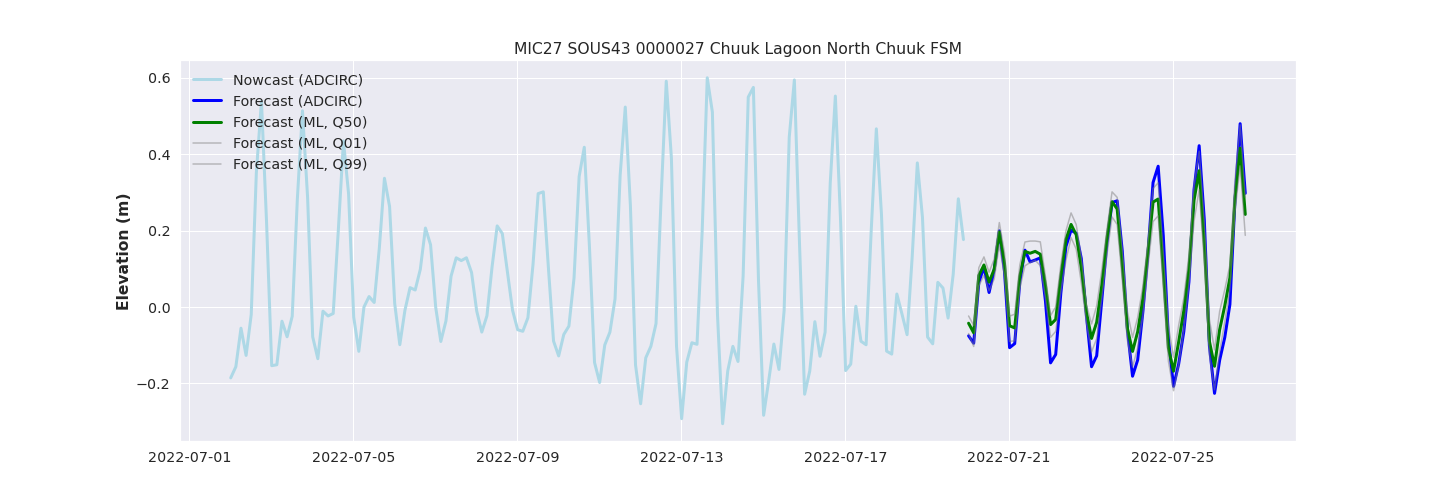 MIC27 SOUS43 0000027 Chuuk Lagoon North Chuuk FSM
Elevation (m)
0.6
0.4
0.2
0.0
−0.2
Nowcast (ADCIRC)
Forecast (ADCIRC)
Forecast (ML, Q50)
Forecast (ML, Q01)
Forecast (ML, Q99)
2022-07-01 2022-07-05 2022-07-09 2022-07-13 2022-07-17 2022-07-21 2022-07-25